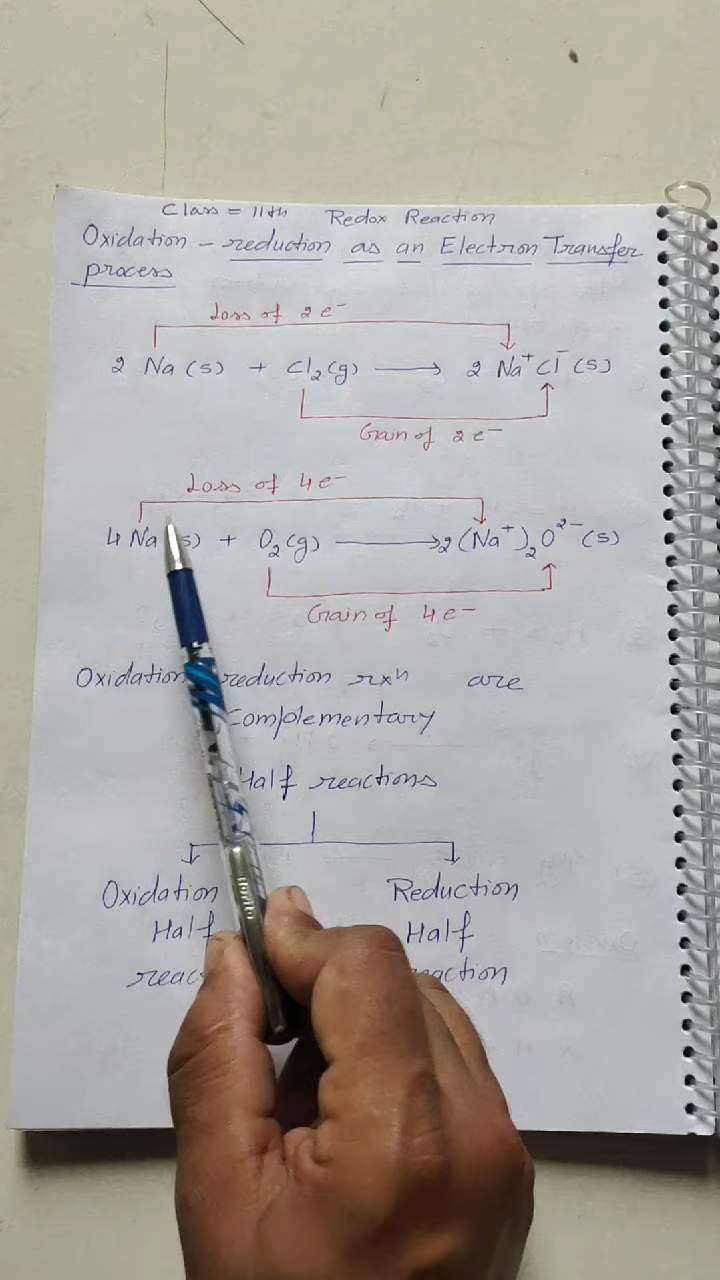 Class = 11th Redox Reaction
Oxidation - reduction as an Electron Transfer
process
Loss of 2e⁻
2 Na (s) + Cl₂(g) ⟶ 2 Na⁺Cl⁻(s)
Gain of 2e⁻
Loss of 4e⁻
4 Na (s) + O₂(g) ⟶ 2(Na⁺)₂O²⁻(s)
Gain of 4e⁻
Oxidation reduction rxn are
Complementary
Half reactions
Oxidation Reduction
Half Half